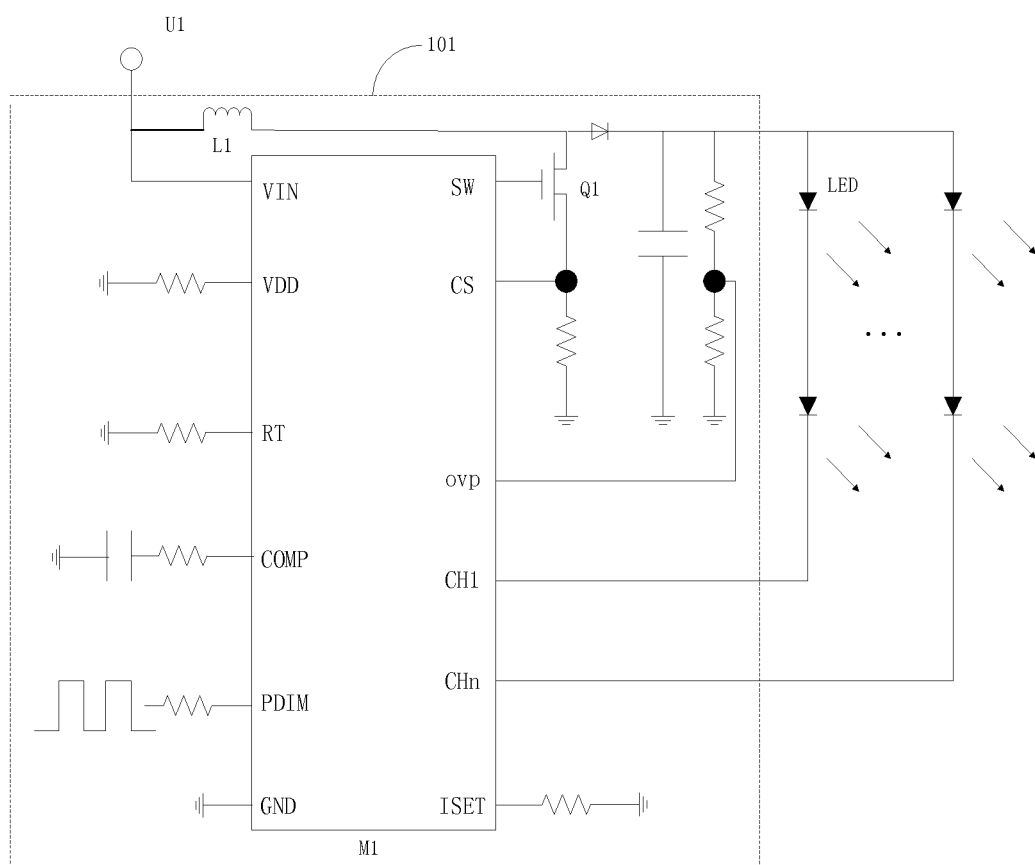 U1
101
L1
VIN
SW
Q1
LED
VDD
CS
...
RT
ovp
COMP
CH1
CHn
PDIM
GND
ISET
M1